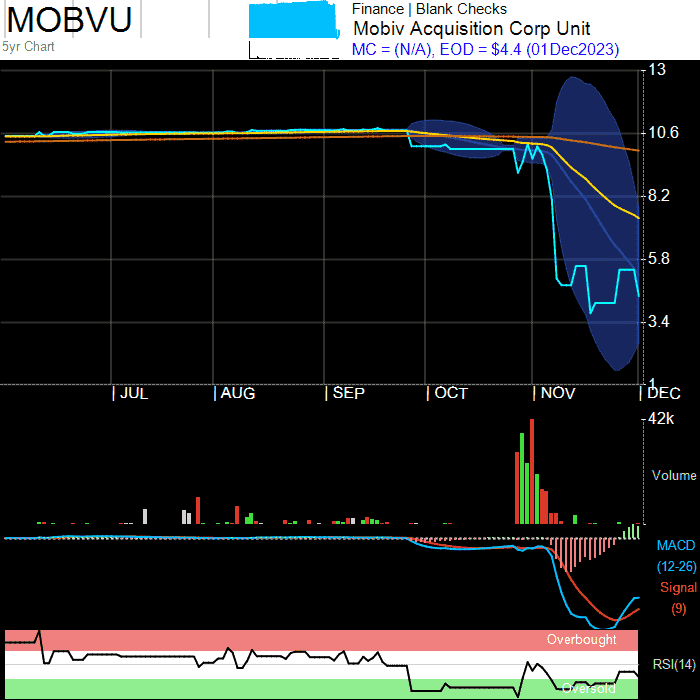 MOBVU
5yr Chart
Finance | Blank Checks
Mobiv Acquisition Corp Unit
MC = (N/A), EOD = $4.4 (01Dec2023)
13
10.6
8.2
5.8
3.4
1
JUL AUG SEP OCT NOV DEC
42k
Volume
MACD
(12-26)
Signal
(9)
Overbought
RSI(14)
Oversold